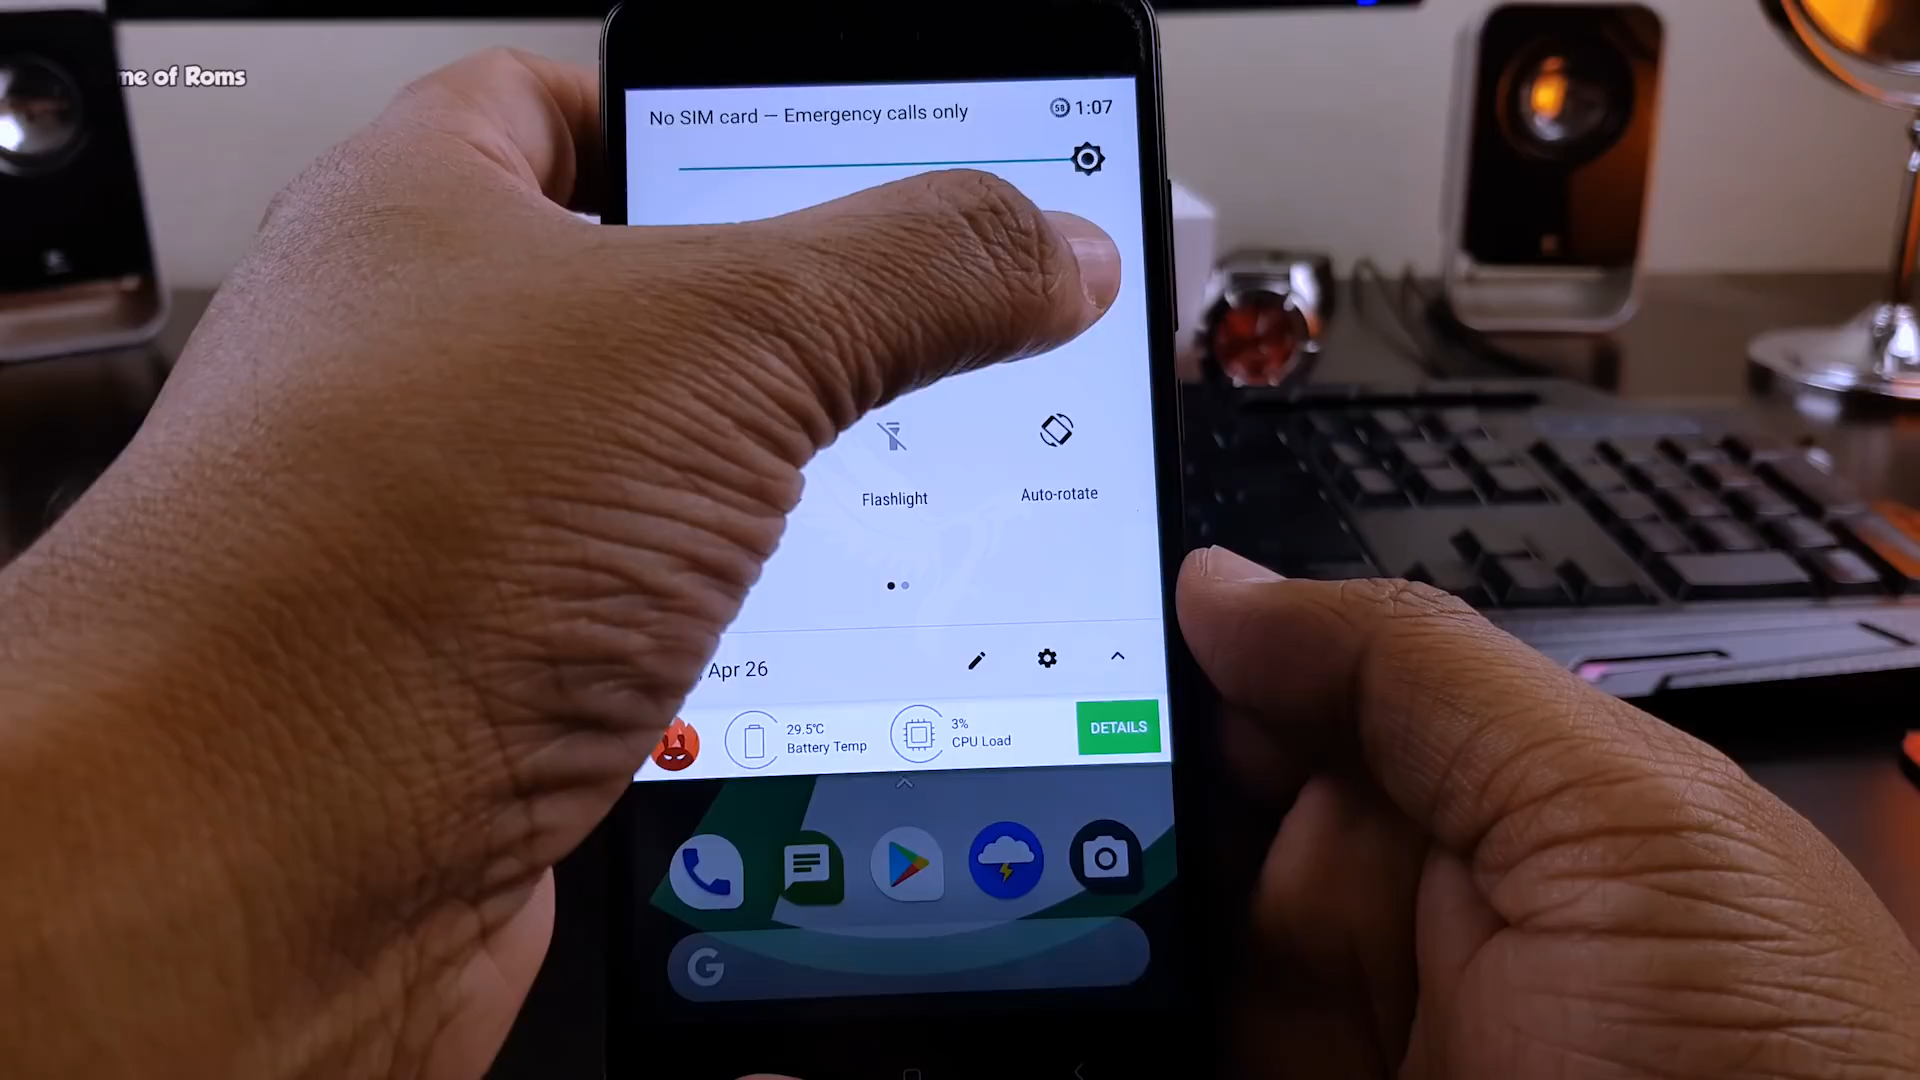 me of Roms
No SIM card — Emergency calls only
58 1:07
Flashlight
Auto-rotate
, Apr 26
29.5°C
Battery Temp
3%
CPU Load
DETAILS
G